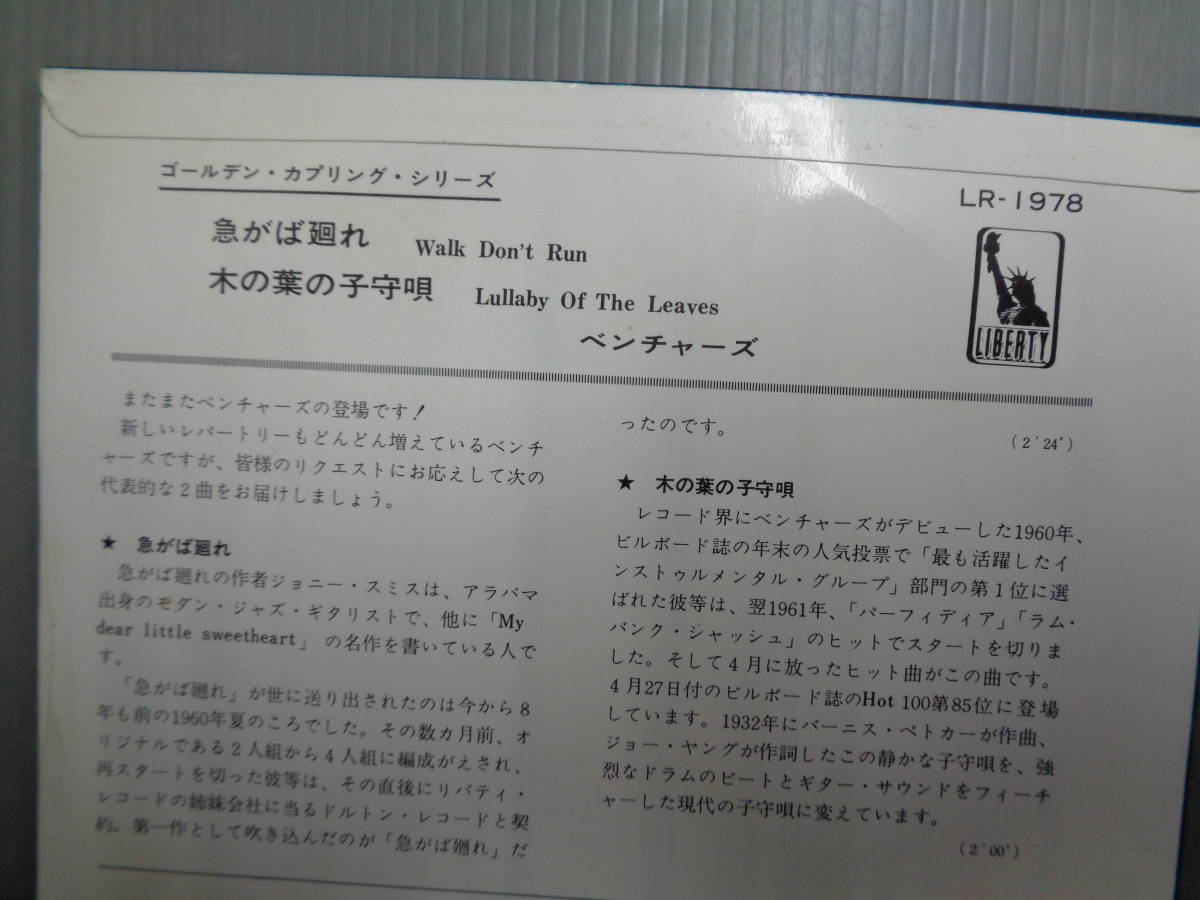 ゴールデン・カプリング・シリーズ
LR-1978
急がば廻れ Walk Don't Run
木の葉の子守唄 Lullaby Of The Leaves
ベンチャーズ
LIBERTY
またまたベンチャーズの登場です!
新しいレパートリーもどんどん増えているベンチ
ャーズですが、皆様のリクエストにお応えして次の
代表的な2曲をお届けしましょう。
★ 急がば廻れ
急がば廻れの作者ジョニー・スミスは、アラバマ
出身のモダン・ジャズ・ギタリストで、他に「My
dear little sweetheart」の名作を書いている人で
す。
「急がば廻れ」が世に送り出されたのは今から8
年も前の1960年夏のころでした。その数カ月前、オ
リジナルである2人組から4人組に編成がえされ、
再スタートを切った彼等は、その直後にリバティ・
レコードの姉妹会社に当るドルトン・レコードと契
約。第一作として吹き込んだのが「急がば廻れ」だ
ったのです。
(2′24″)
★ 木の葉の子守唄
レコード界にベンチャーズがデビューした1960年、
ビルボード誌の年末の人気投票で「最も活躍したイ
ンストゥルメンタル・グループ」部門の第1位に選
ばれた彼等は、翌1961年、「パーフィディア」「ラム・
バンク・シャッシュ」のヒットでスタートを切りま
した。そして4月に放ったヒット曲がこの曲です。
4月27日付のビルボード誌のHot 100第85位に登場
しています。1932年にバーニス・ペトカーが作曲、
ジョー・ヤングが作詞したこの静かな子守唄を、強
烈なドラムのビートとギター・サウンドをフィーチ
ャーした現代の子守唄に変えています。
(2′00″)